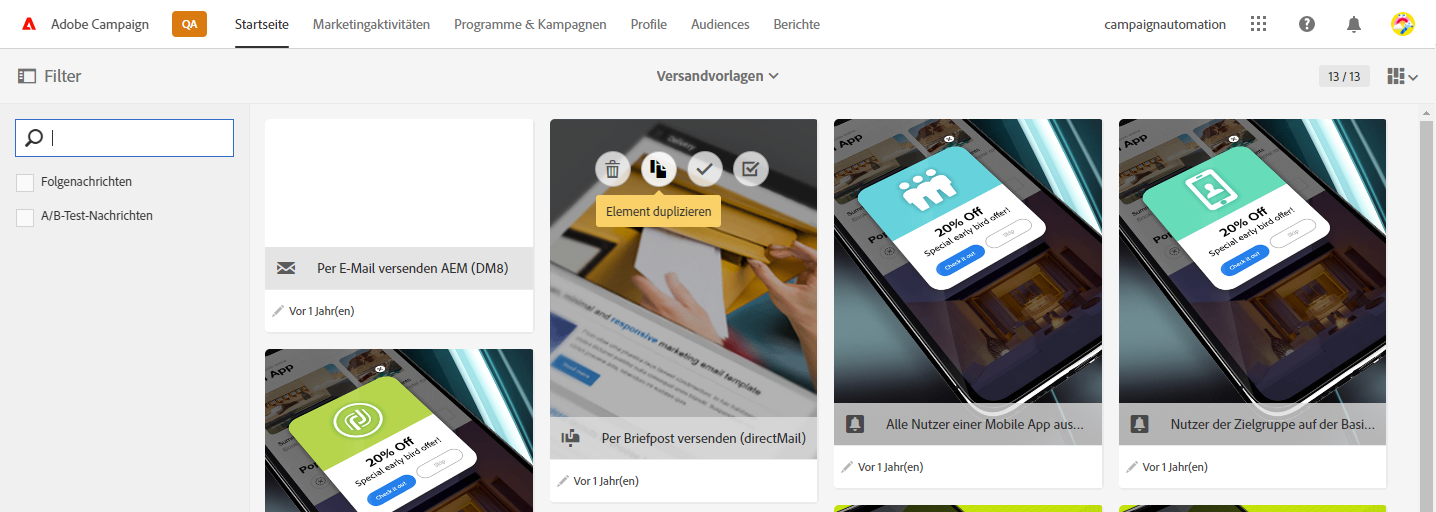 Adobe Campaign
QA
Startseite
Marketingaktivitäten
Programme & Kampagnen
Profile
Audiences
Berichte
campaignautomation
Filter
Versandvorlagen
13 / 13
Folgenachrichten
A/B-Test-Nachrichten
Per E-Mail versenden AEM (DM8)
Vor 1 Jahr(en)
Element duplizieren
responsive marketing email template
Per Briefpost versenden (directMail)
Vor 1 Jahr(en)
App
20% Off
Special early bird offer!
Skip
Check it out!
Alle Nutzer einer Mobile App aus...
Vor 1 Jahr(en)
App
20% Off
Special early bird offer!
Skip
Check it out!
Nutzer der Zielgruppe auf der Basi...
Vor 1 Jahr(en)
App
20% Off
Special early bird offer!
Skip
Check it out!